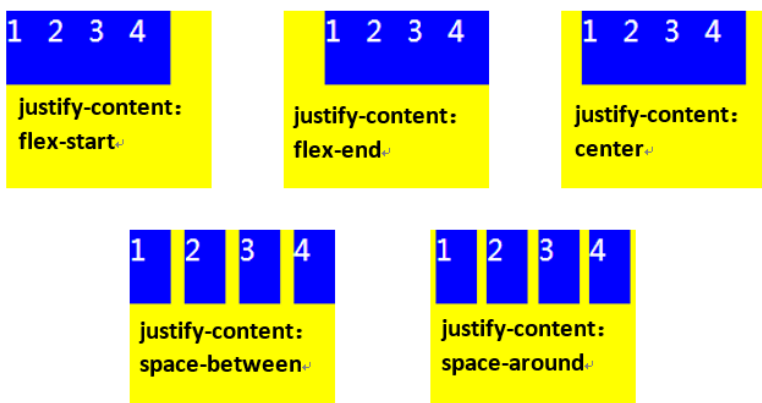 1 2 3 4
justify-content：
flex-start↵
1 2 3 4
justify-content：
flex-end↵
1 2 3 4
justify-content：
center↵
1 2 3 4
justify-content：
space-between↵
1 2 3 4
justify-content：
space-around↵